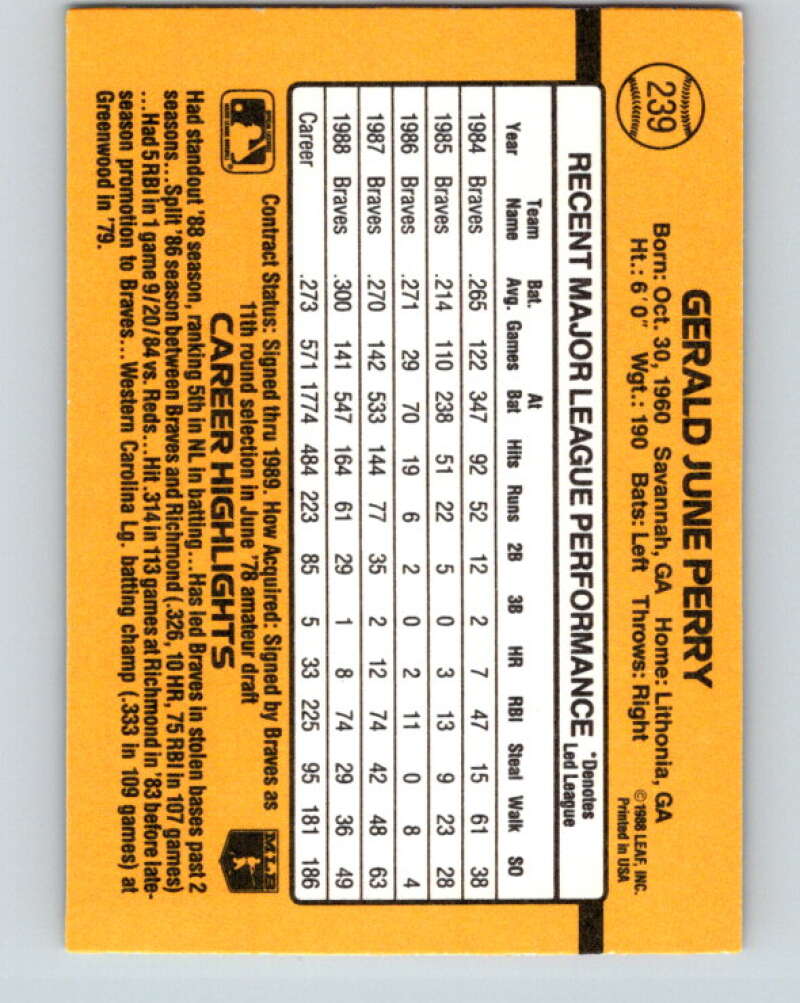 239
GERALD JUNE PERRY
Born: Oct. 30, 1960 Savannah, GA Home: Lithonia, GA
Ht.: 6'0" Wgt.: 190 Bats: Left Throws: Right
©1988 LEAF, INC.
Printed in USA
RECENT MAJOR LEAGUE PERFORMANCE
*Denotes
Led League
Year Team Name Bat. Avg. Games At Bat Hits Runs 2B 3B HR RBI Steal Walk SO
1984 Braves .265 122 347 92 52 12 2 7 47 15 61 38
1985 Braves .214 110 238 51 22 5 0 3 13 9 23 28
1986 Braves .271 29 70 19 6 2 0 2 11 0 8 4
1987 Braves .270 142 533 144 77 35 2 12 74 42 48 63
1988 Braves .300 141 547 164 61 29 1 8 74 29 36 49
Career .273 571 1774 484 223 85 5 33 225 95 181 186
Contract Status: Signed thru 1989. How Acquired: Signed by Braves as
11th round selection in June '78 amateur draft
CAREER HIGHLIGHTS
Had standout '88 season, ranking 5th in NL in batting...Has led Braves in stolen bases past 2
seasons...Split '86 season between Braves and Richmond (.326, 10 HR, 75 RBI in 107 games)
...Had 5 RBI in 1 game 9/20/84 vs. Reds...Hit .314 in 113 games at Richmond in '83 before late-
season promotion to Braves...Western Carolina Lg. batting champ (.333 in 109 games) at
Greenwood in '79.
MLB